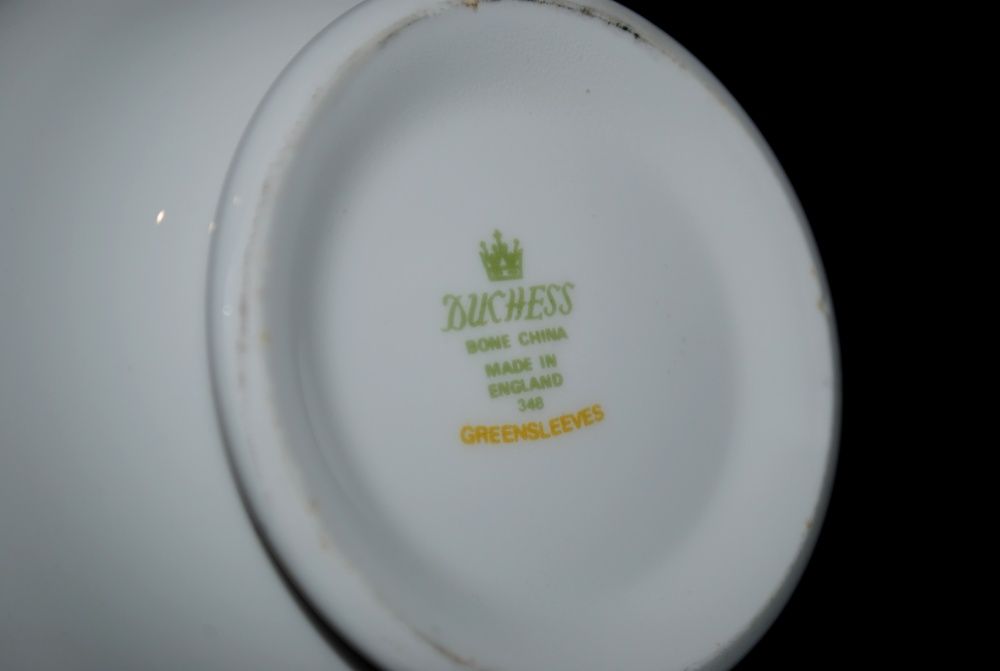 DUCHESS
BONE CHINA
MADE IN
ENGLAND
348
GREENSLEEVES